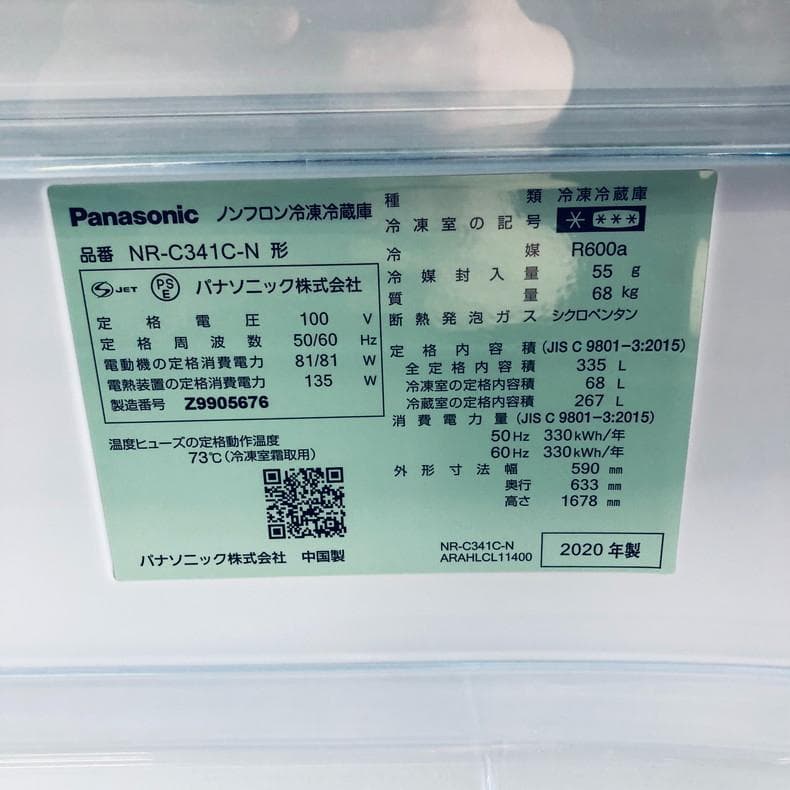 Panasonic ノンフロン冷凍冷蔵庫
品番 NR-C341C-N 形
S JET PS E パナソニック株式会社
定格電圧 100 V
定格周波数 50/60 Hz
電動機の定格消費電力 81/81 W
電熱装置の定格消費電力 135 W
製造番号 Z9905676
温度ヒューズの定格動作温度
73℃(冷凍室霜取用)
パナソニック株式会社 中国製
種類 冷凍冷蔵庫
冷凍室の記号 * ***
冷媒 R600a
冷媒封入量 55 g
質量 68 kg
断熱発泡ガス シクロペンタン
定格内容積 (JIS C 9801-3:2015)
全定格内容積 335 L
冷凍室の定格内容積 68 L
冷蔵室の定格内容積 267 L
消費電力量 (JIS C 9801-3:2015)
50Hz 330kWh/年
60Hz 330kWh/年
外形寸法 幅 590 mm
奥行 633 mm
高さ 1678 mm
NR-C341C-N
ARAHLCL11400
2020年製